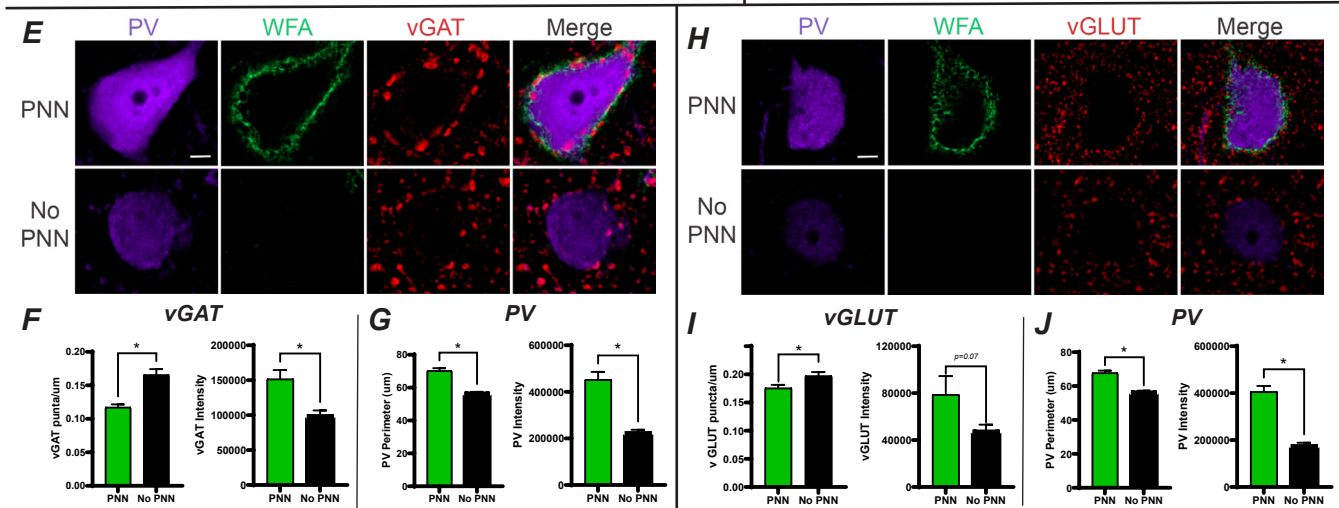 E PV WFA vGAT Merge
PNN
No
PNN
F vGAT
vGAT punta/um
0.20
0.15
0.10
0.05
0.00
*
PNN No PNN
vGAT Intensity
200000
150000
100000
50000
0
*
PNN No PNN
G PV
PV Perimeter (um)
80
60
40
20
0
*
PNN No PNN
PV Intensity
600000
400000
200000
0
*
PNN No PNN
H PV WFA vGLUT Merge
PNN
No
PNN
I vGLUT
v GLUT puncta/um
0.20
0.15
0.10
0.05
0.00
*
PNN No PNN
vGLUT Intensity
120000
80000
40000
0
p=0.07
PNN No PNN
J PV
PV Perimeter (um)
80
60
40
20
0
*
PNN No PNN
PV Intensity
600000
400000
200000
0
*
PNN No PNN